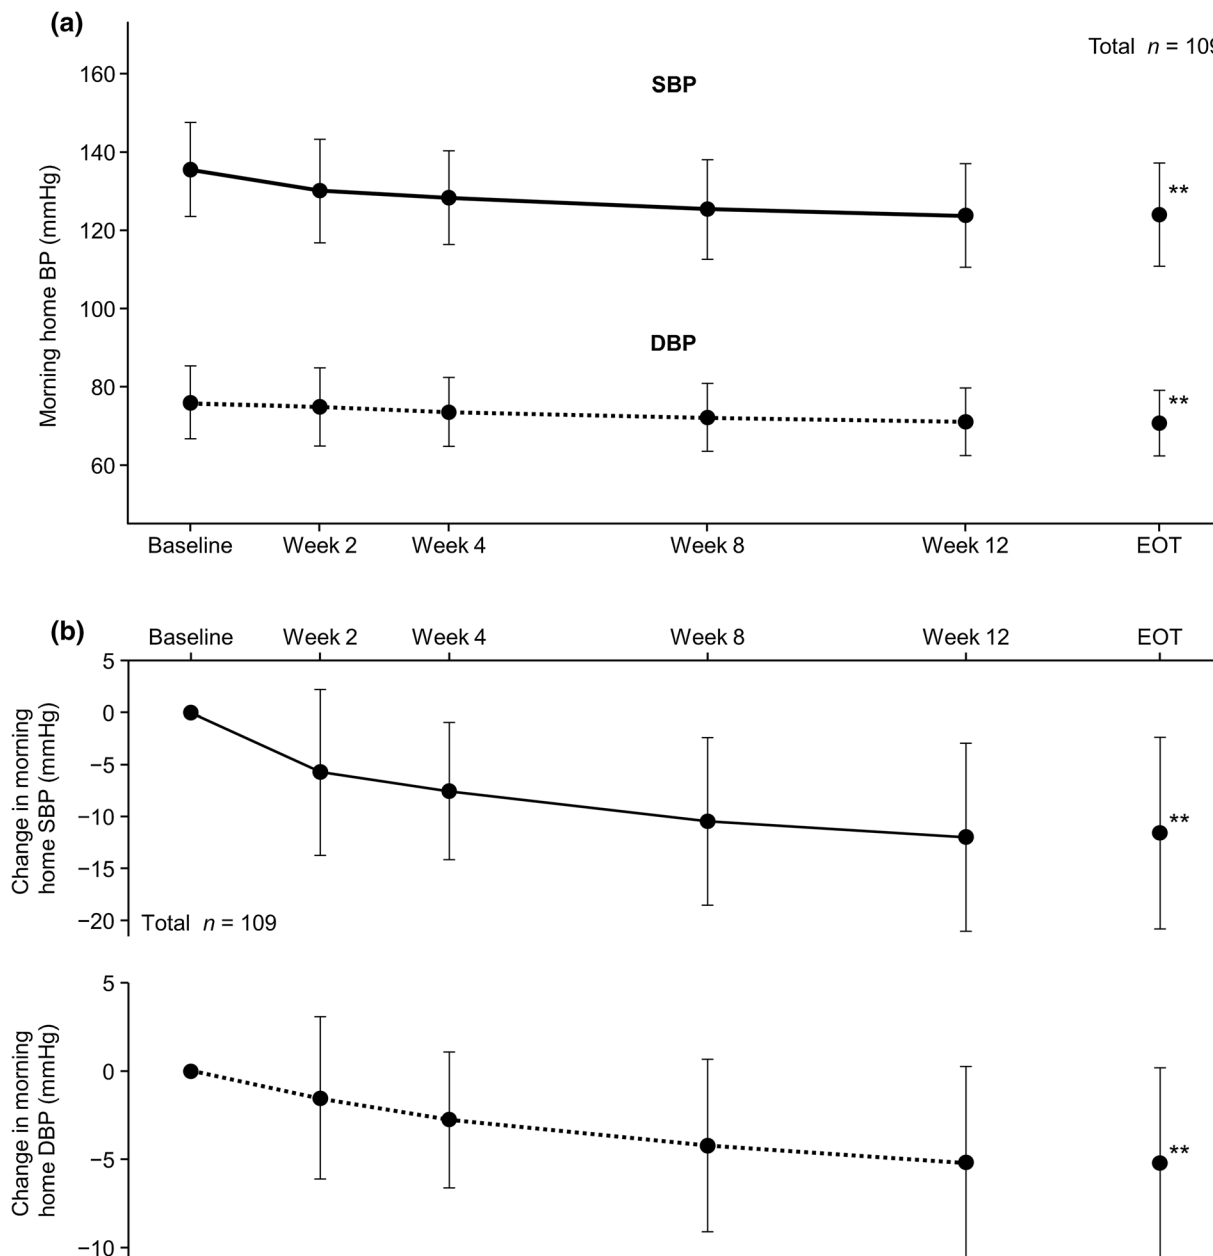 (a)
Total n = 109
160
SBP
140
120
100
DBP
80
60
Morning home BP (mmHg)
**
**
Baseline Week 2 Week 4 Week 8 Week 12 EOT
(b)
Baseline Week 2 Week 4 Week 8 Week 12 EOT
5
0
−5
−10
−15
−20
Change in morning
home SBP (mmHg)
**
Total n = 109
5
0
−5
−10
Change in morning
home DBP (mmHg)
**